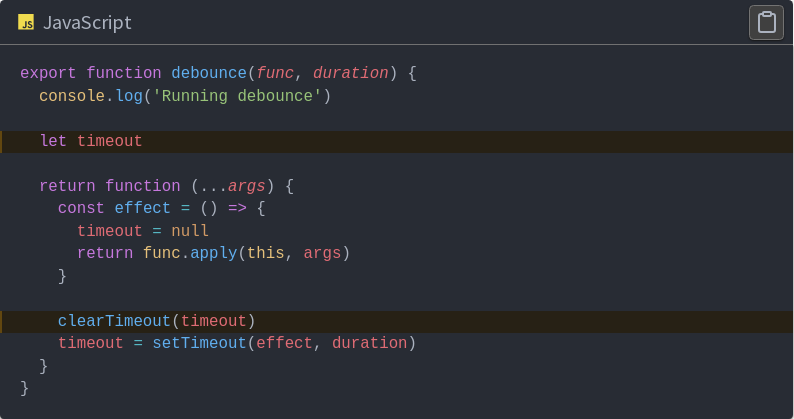 JS JavaScript
export function debounce(func, duration) {
  console.log('Running debounce')
  let timeout
  return function (...args) {
    const effect = () => {
      timeout = null
      return func.apply(this, args)
    }
    clearTimeout(timeout)
    timeout = setTimeout(effect, duration)
  }
}